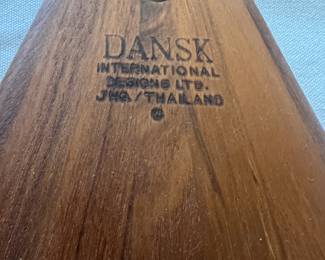 DANSK
INTERNATIONAL
DESIGNS LTD.
JHQ/THAILAND